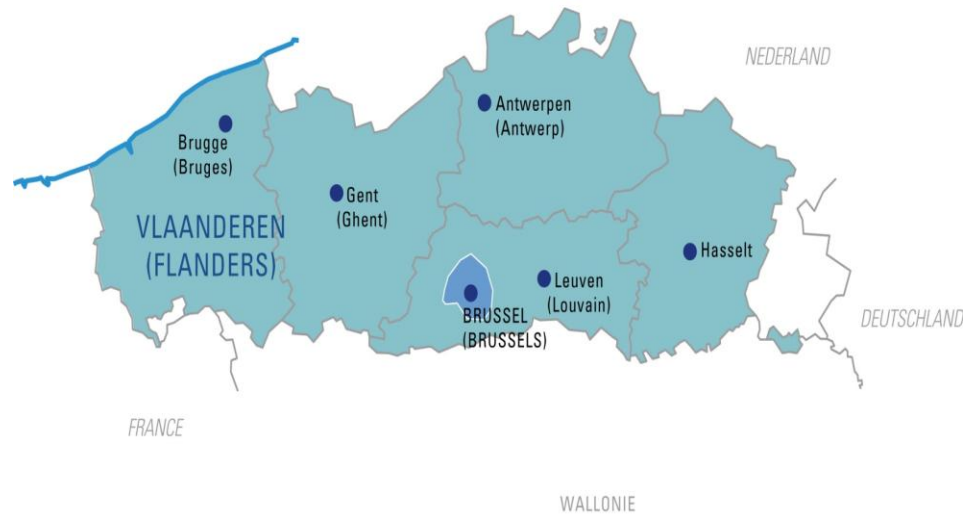 NEDERLAND
Antwerpen
(Antwerp)
Brugge
(Bruges)
Gent
(Ghent)
VLAANDEREN
(FLANDERS)
Hasselt
Leuven
(Louvain)
BRUSSEL
(BRUSSELS)
DEUTSCHLAND
FRANCE
WALLONIE